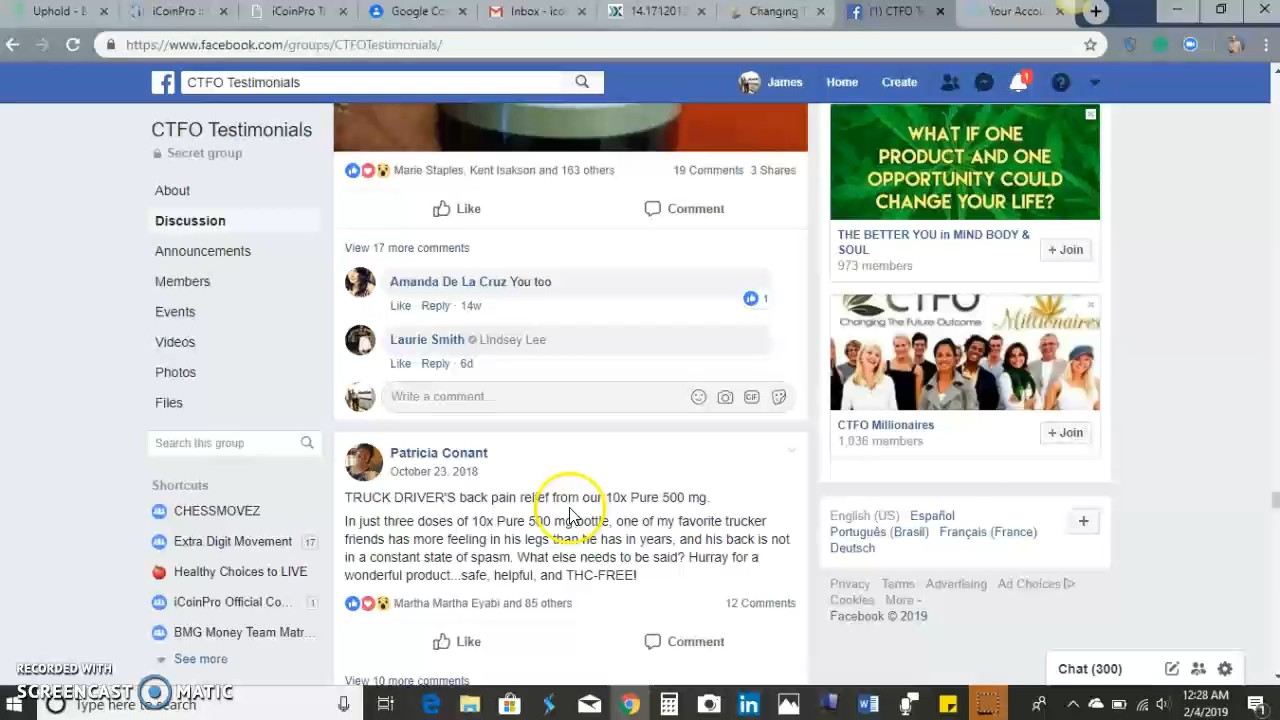 Uphold - B
iCoinPro :
iCoinPro T
Google Co
Inbox - ico
14.171201
Changing T
(1) CTFO T
Your Accou
https://www.facebook.com/groups/CTFOTestimonials/
CTFO Testimonials
James
Home
Create
1
CTFO Testimonials
Secret group
About
Discussion
Announcements
Members
Events
Videos
Photos
Files
Search this group
Shortcuts
CHESSMOVEZ
Extra Digit Movement 17
Healthy Choices to LIVE
iCoinPro Official Co... 1
BMG Money Team Matr...
See more
Marie Staples, Kent Isakson and 163 others
19 Comments 3 Shares
Like
Comment
View 17 more comments
Amanda De La Cruz You too
1
Like · Reply · 14w
Laurie Smith Lindsey Lee
Like · Reply · 6d
Write a comment...
GIF
Patricia Conant
October 23, 2018
TRUCK DRIVER'S back pain relief from our 10x Pure 500 mg.
In just three doses of 10x Pure 500 mg bottle, one of my favorite trucker
friends has more feeling in his legs than he has in years, and his back is not
in a constant state of spasm. What else needs to be said? Hurray for a
wonderful product...safe, helpful, and THC-FREE!
Martha Martha Eyabi and 85 others
12 Comments
Like
Comment
View 10 more comments
WHAT IF ONE
PRODUCT AND ONE
OPPORTUNITY COULD
CHANGE YOUR LIFE?
THE BETTER YOU in MIND BODY &
SOUL
973 members
+ Join
CTFO
Changing The Future Outcome
Millionaires
CTFO Millionaires
1,036 members
+ Join
English (US) · Español ·
Português (Brasil) · Français (France) ·
Deutsch
Privacy · Terms · Advertising · Ad Choices
Cookies · More
Facebook © 2019
Chat (300)
RECORDED WITH
SCREENCAST MATIC
Type here to search
12:28 AM
2/4/2019